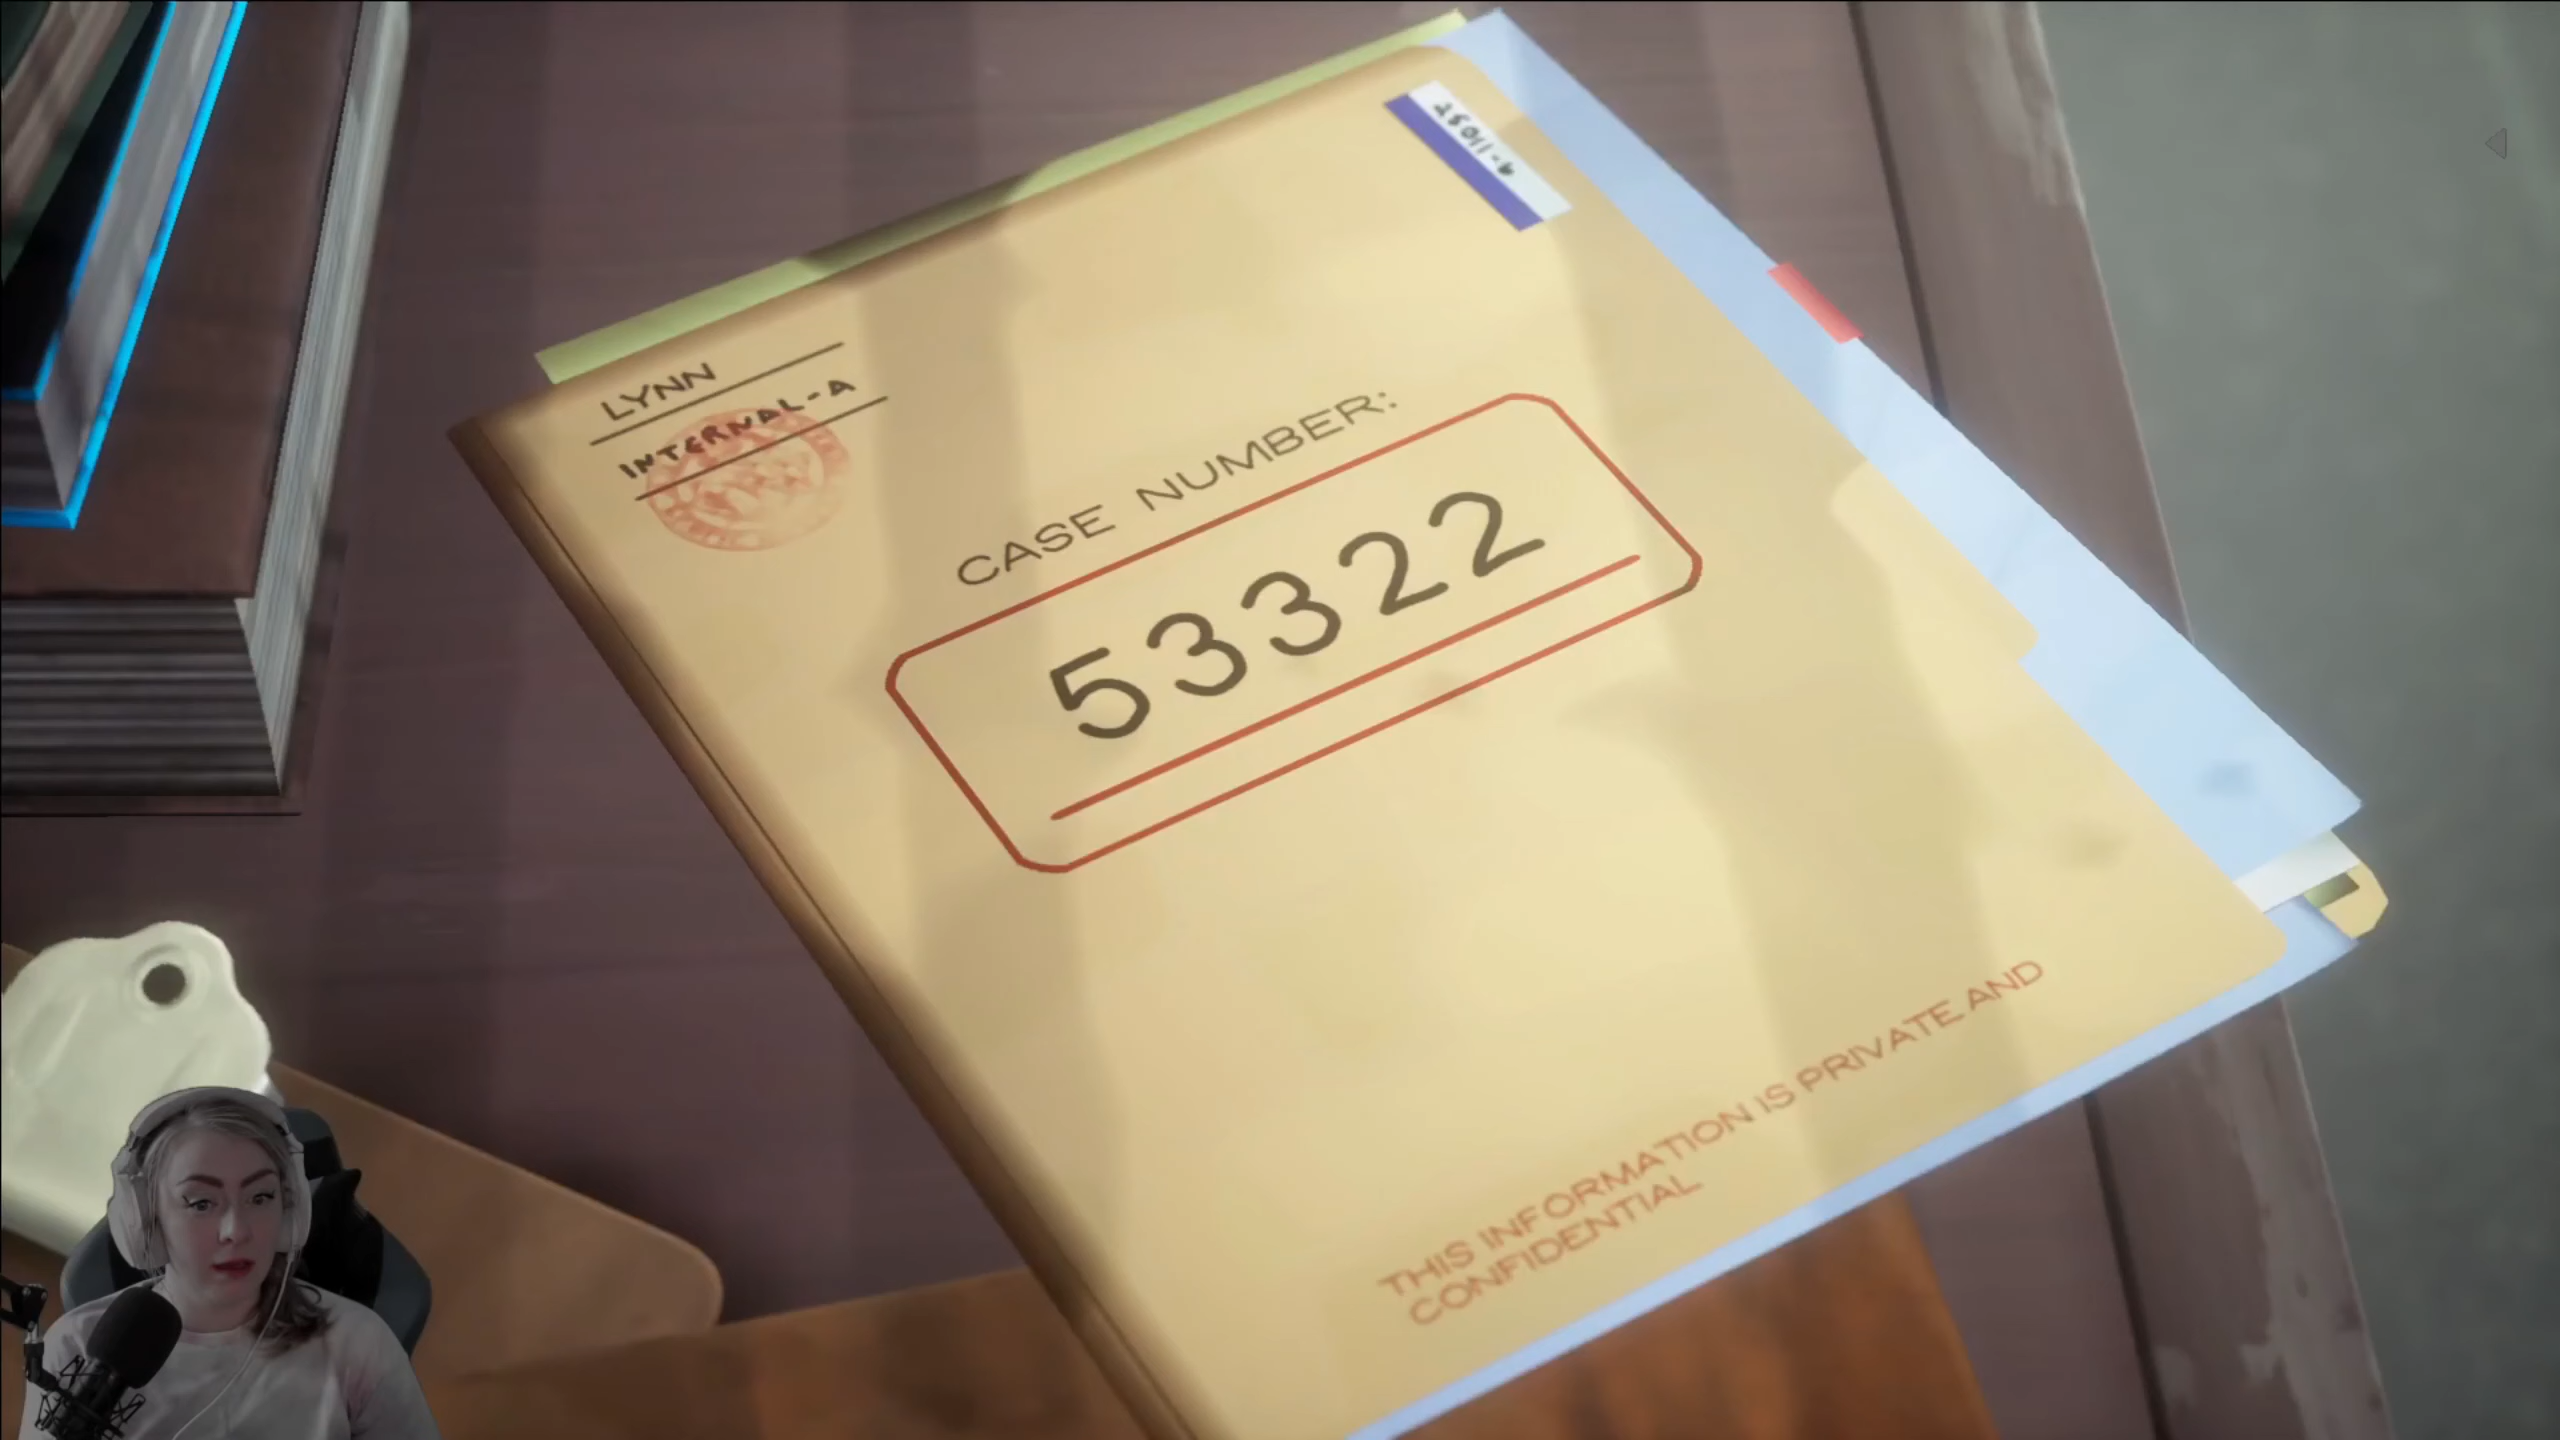 LYNN
INTERNAL-A
CASE NUMBER:
53322
THIS INFORMATION IS PRIVATE AND
CONFIDENTIAL